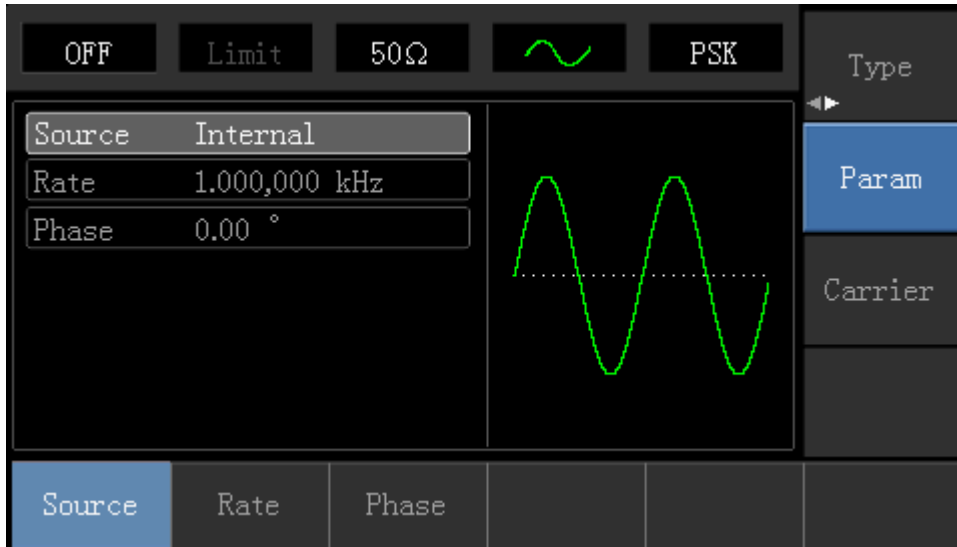 OFF Limit 50Ω PSK
Type
Source Internal
Rate 1.000,000 kHz
Phase 0.00 °
Param
Carrier
Source Rate Phase